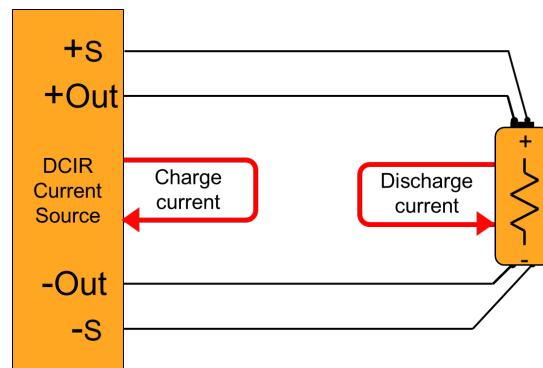 +S
+Out
DCIR
Current
Source
-Out
-S
Charge
current
Discharge
current
+
-